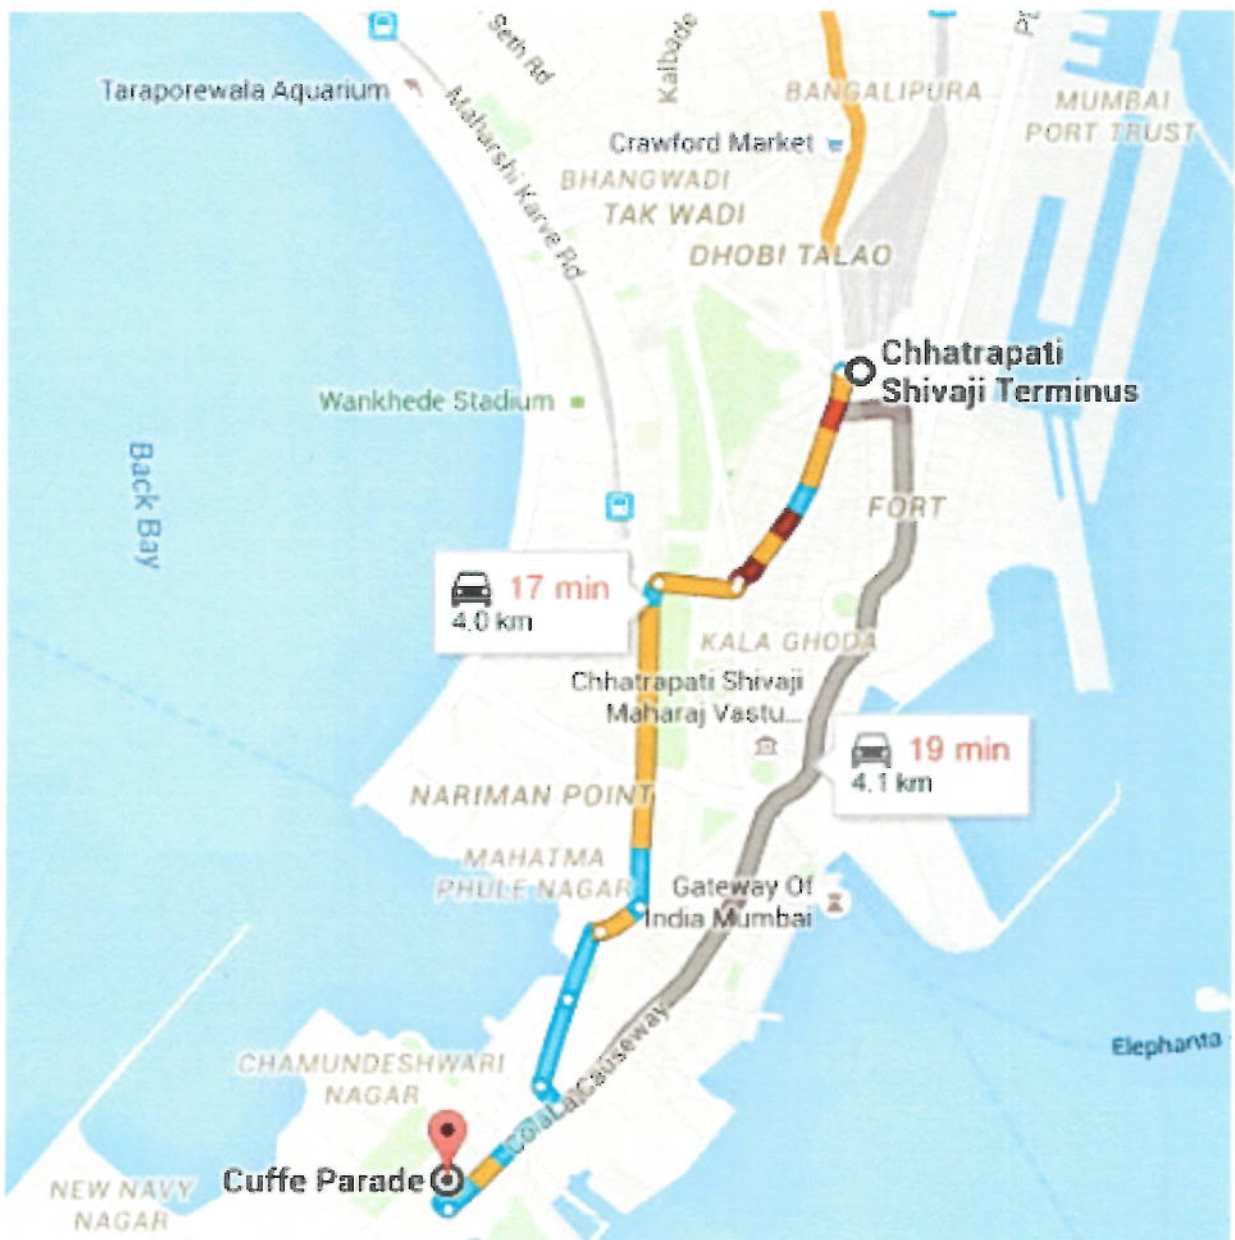 Seth Rd
Kalbade
Taraporewala Aquarium
Maharshi Karve Rd
BANGALIPURA
MUMBAI
PORT TRUST
Crawford Market
BHANGWADI
TAK WADI
DHOBI TALAO
Chhatrapati
Shivaji Terminus
Wankhede Stadium
Back Bay
FORT
17 min
4.0 km
KALA GHODA
Chhatrapati Shivaji
Maharaj Vastu...
19 min
4.1 km
NARIMAN POINT
MAHATMA
PHULE NAGAR
Gateway Of
India Mumbai
Elephanta
CHAMUNDESHWARI
NAGAR
Colaba Causeway
Cuffe Parade
NEW NAVY
NAGAR